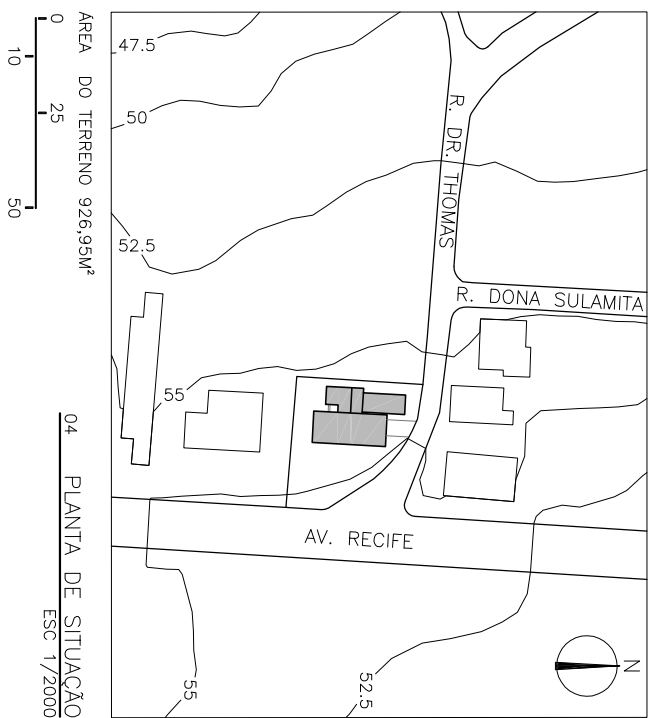 47.5
50
52.5
R. DR. THOMAS
R. DONA SULAMITA
55
AV. RECIFE
N
52.5
55
ÁREA DO TERRENO 926,95M²
0 10 25 50
04 PLANTA DE SITUAÇÃO
ESC 1/2000